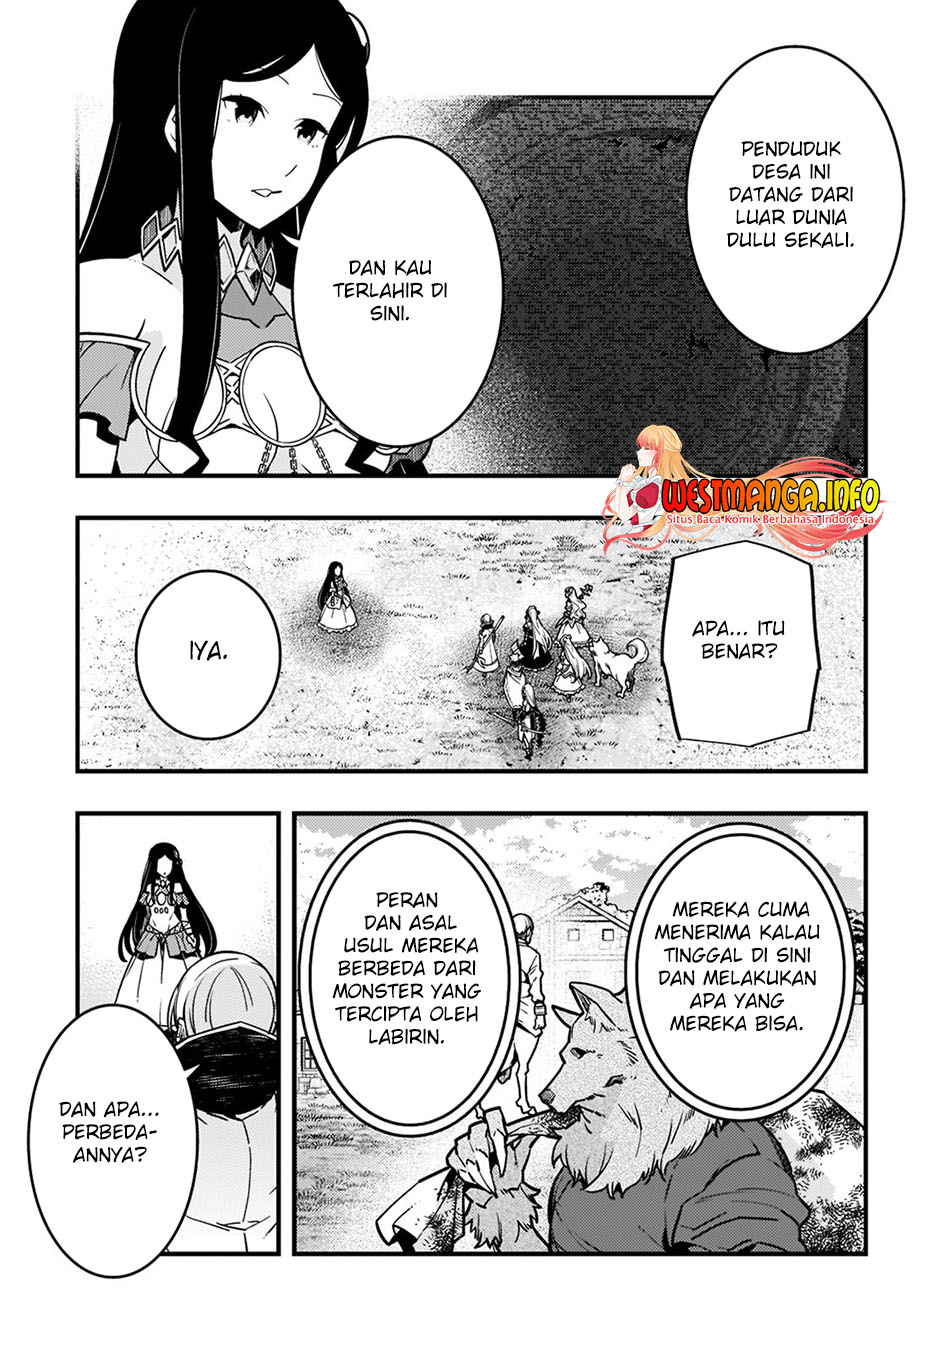 PENDUDUK
DESA INI
DATANG DARI
LUAR DUNIA
DULU SEKALI.
DAN KAU
TERLAHIR DI
SINI.
WESTMANGA.INFO
Situs Baca Komik Berbahasa Indonesia
APA... ITU
BENAR?
IYA.
MEREKA CUMA
MENERIMA KALAU
TINGGAL DI SINI
DAN MELAKUKAN
APA YANG
MEREKA BISA.
PERAN
DAN ASAL
USUL MEREKA
BERBEDA DARI
MONSTER YANG
TERCIPTA OLEH
LABIRIN.
DAN APA...
PERBEDA-
ANNYA?